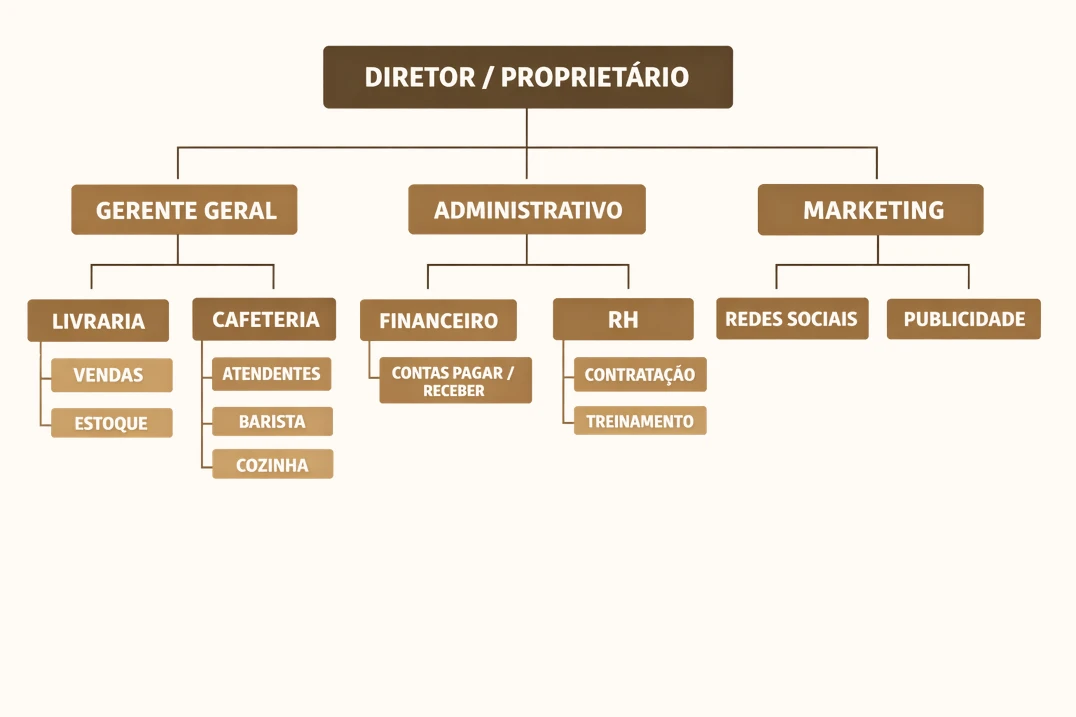 DIRETOR / PROPRIETÁRIO
GERENTE GERAL
ADMINISTRATIVO
MARKETING
LIVRARIA
CAFETERIA
FINANCEIRO
RH
REDES SOCIAIS
PUBLICIDADE
VENDAS
ATENDENTES
CONTAS PAGAR /
RECEBER
CONTRATAÇÃO
ESTOQUE
BARISTA
TREINAMENTO
COZINHA